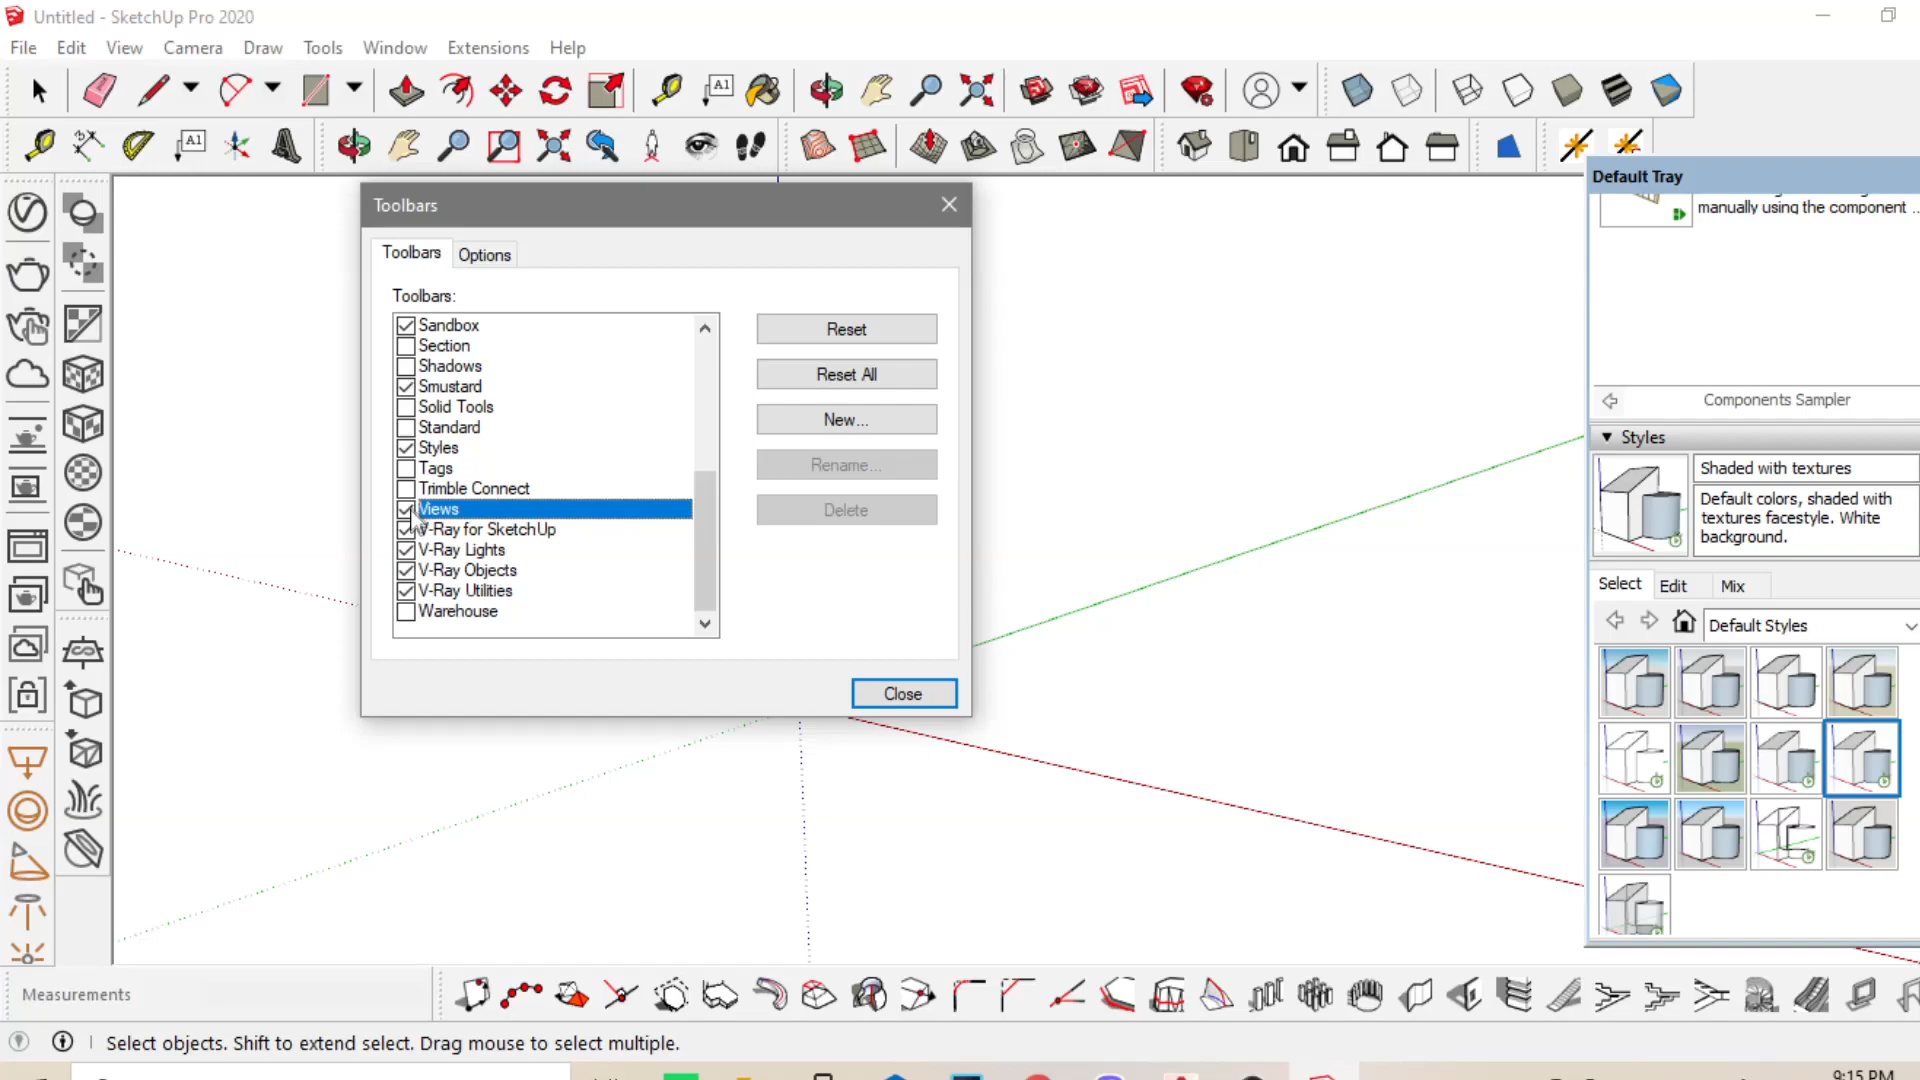 Untitled - SketchUp Pro 2020
File Edit View Camera Draw Tools Window Extensions Help
A1
A1
Default Tray
manually using the component ...
Toolbars
Toolbars Options
Toolbars:
Sandbox
Section
Shadows
Smustard
Solid Tools
Standard
Styles
Tags
Trimble Connect
Views
V-Ray for SketchUp
V-Ray Lights
V-Ray Objects
V-Ray Utilities
Warehouse
Reset
Reset All
New...
Rename...
Delete
Close
Components Sampler
Styles
Shaded with textures
Default colors, shaded with
textures facestyle. White
background.
Select Edit Mix
Default Styles
Measurements
Select objects. Shift to extend select. Drag mouse to select multiple.
9:15 PM